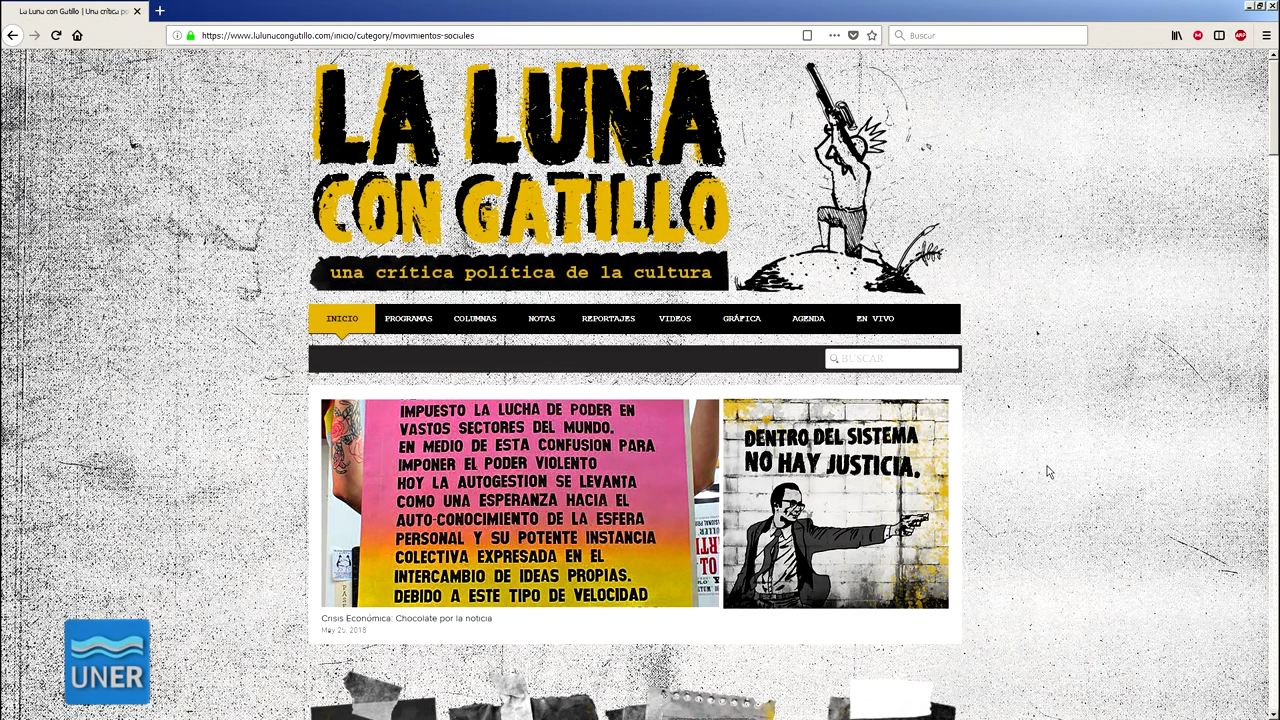 La Luna con Gatillo | Una crítica po
https://www.lalunacongatillo.com/inicio/category/movimientos-sociales
Buscar
LA LUNA
CON GATILLO
una crítica política de la cultura
INICIO PROGRAMAS COLUMNAS NOTAS REPORTAJES VIDEOS GRÁFICA AGENDA EN VIVO
BUSCAR
IMPUESTO LA LUCHA DE PODER EN
VASTOS SECTORES DEL MUNDO.
EN MEDIO DE ESTA CONFUSION PARA
IMPONER EL PODER VIOLENTO
HOY LA AUTOGESTION SE LEVANTA
COMO UNA ESPERANZA HACIA EL
AUTO-CONOCIMIENTO DE LA ESFERA
PERSONAL Y SU POTENTE INSTANCIA
COLECTIVA EXPRESADA EN EL
INTERCAMBIO DE IDEAS PROPIAS.
DEBIDO A ESTE TIPO DE VELOCIDAD
DENTRO DEL SISTEMA
NO HAY JUSTICIA.
Crisis Económica: Chocolate por la noticia
May 25, 2018
UNER